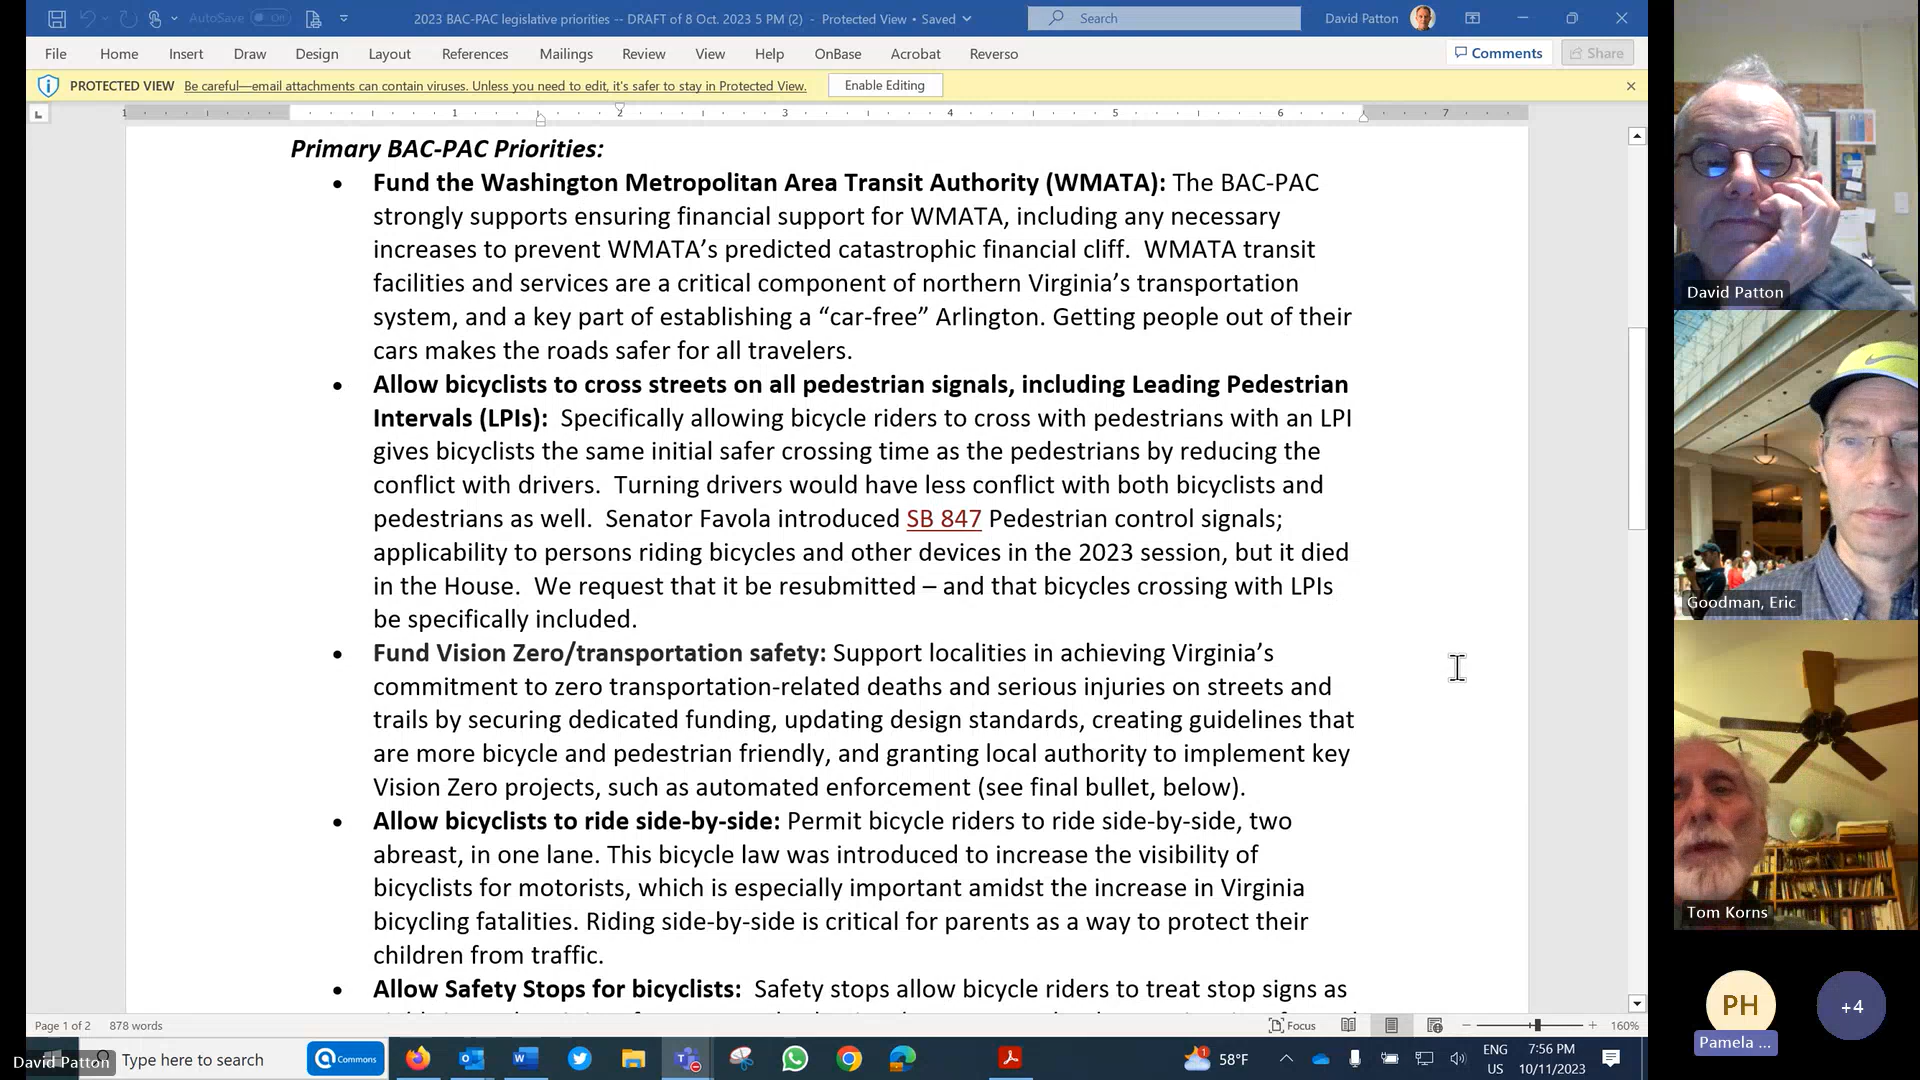 AutoSave
On
2023 BAC-PAC legislative priorities -- DRAFT of 8 Oct. 2023 5 PM (2) - Protected View • Saved
Search
David Patton
File Home Insert Draw Design Layout References Mailings Review View Help OnBase Acrobat Reverso
Comments
Share
PROTECTED VIEW Be careful—email attachments can contain viruses. Unless you need to edit, it's safer to stay in Protected View.
Enable Editing
1 1 2 3 4 5 6 7
Primary BAC-PAC Priorities:
• Fund the Washington Metropolitan Area Transit Authority (WMATA): The BAC-PAC
strongly supports ensuring financial support for WMATA, including any necessary
increases to prevent WMATA’s predicted catastrophic financial cliff. WMATA transit
facilities and services are a critical component of northern Virginia’s transportation
system, and a key part of establishing a “car-free” Arlington. Getting people out of their
cars makes the roads safer for all travelers.
• Allow bicyclists to cross streets on all pedestrian signals, including Leading Pedestrian
Intervals (LPIs): Specifically allowing bicycle riders to cross with pedestrians with an LPI
gives bicyclists the same initial safer crossing time as the pedestrians by reducing the
conflict with drivers. Turning drivers would have less conflict with both bicyclists and
pedestrians as well. Senator Favola introduced SB 847 Pedestrian control signals;
applicability to persons riding bicycles and other devices in the 2023 session, but it died
in the House. We request that it be resubmitted – and that bicycles crossing with LPIs
be specifically included.
• Fund Vision Zero/transportation safety: Support localities in achieving Virginia’s
commitment to zero transportation-related deaths and serious injuries on streets and
trails by securing dedicated funding, updating design standards, creating guidelines that
are more bicycle and pedestrian friendly, and granting local authority to implement key
Vision Zero projects, such as automated enforcement (see final bullet, below).
• Allow bicyclists to ride side-by-side: Permit bicycle riders to ride side-by-side, two
abreast, in one lane. This bicycle law was introduced to increase the visibility of
bicyclists for motorists, which is especially important amidst the increase in Virginia
bicycling fatalities. Riding side-by-side is critical for parents as a way to protect their
children from traffic.
• Allow Safety Stops for bicyclists: Safety stops allow bicycle riders to treat stop signs as
Page 1 of 2
878 words
Focus
160%
David Patton
Type here to search
Commons
1
58°F
ENG
US
7:56 PM
10/11/2023
David Patton
Goodman, Eric
Tom Korns
PH
Pamela ...
+4